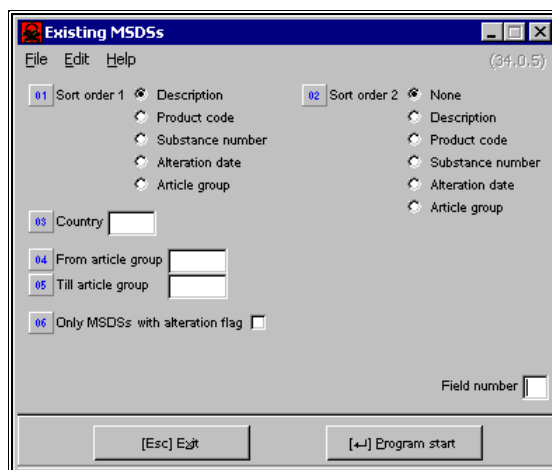 Existing MSDSs
File Edit Help (34.0.5)
01 Sort order 1 Description 02 Sort order 2 None
Product code Description
Substance number Product code
Alteration date Substance number
Article group Alteration date
Article group
03 Country
04 From article group
05 Till article group
06 Only MSDSs with alteration flag
Field number
[Esc] Exit [↵] Program start